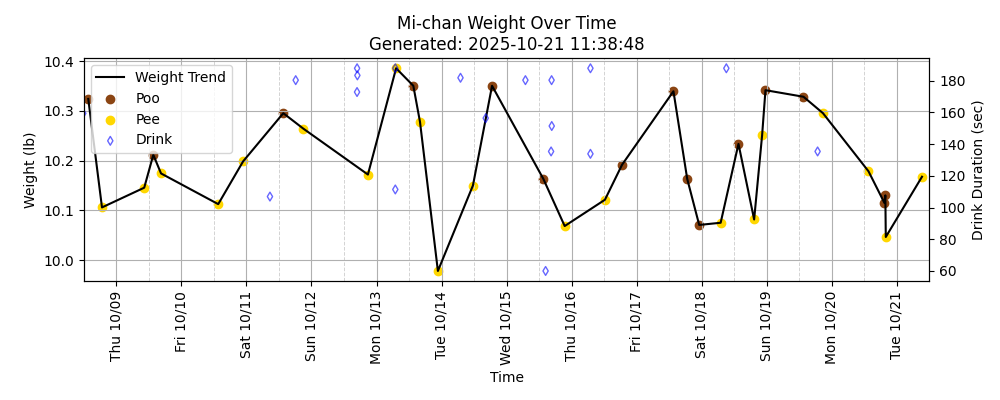 Mi-chan Weight Over Time
Generated: 2025-10-21 11:38:48
Weight Trend
Poo
Pee
Drink
Weight (lb)
10.4
10.3
10.2
10.1
10.0
Drink Duration (sec)
180
160
140
120
100
80
60
Thu 10/09
Fri 10/10
Sat 10/11
Sun 10/12
Mon 10/13
Tue 10/14
Wed 10/15
Thu 10/16
Fri 10/17
Sat 10/18
Sun 10/19
Mon 10/20
Tue 10/21
Time